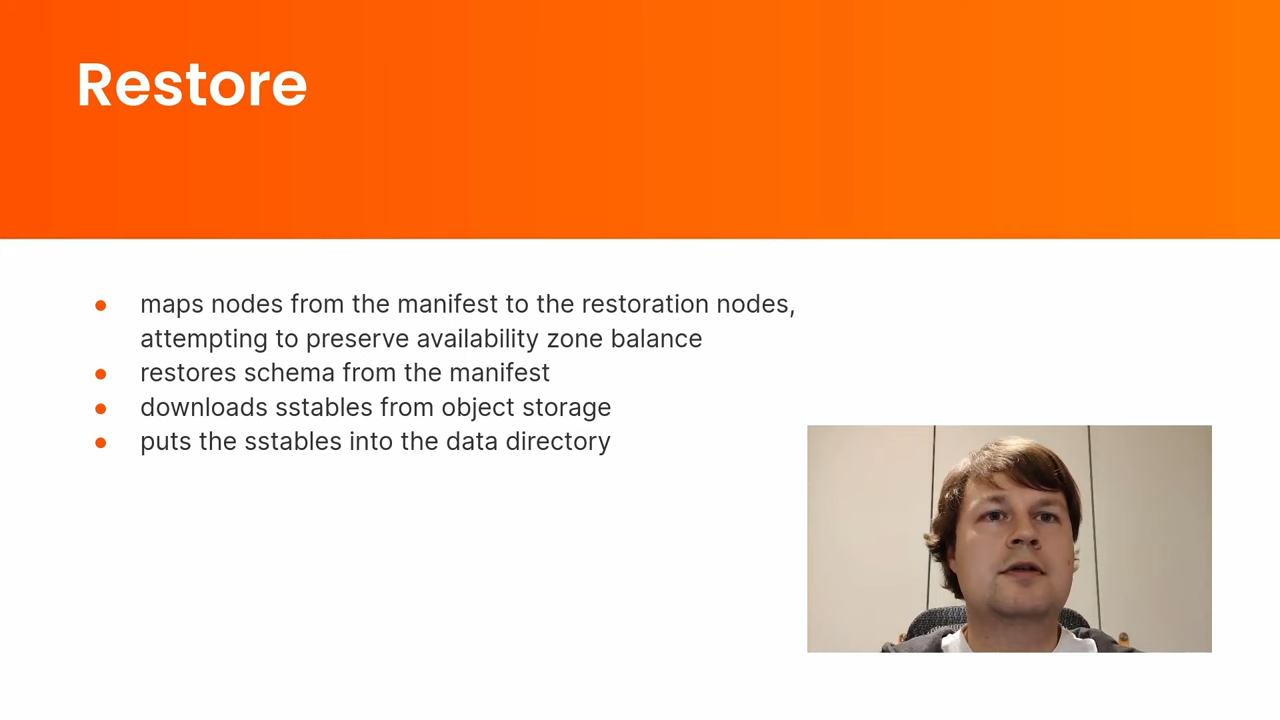 Restore
maps nodes from the manifest to the restoration nodes,
attempting to preserve availability zone balance
restores schema from the manifest
downloads sstables from object storage
puts the sstables into the data directory